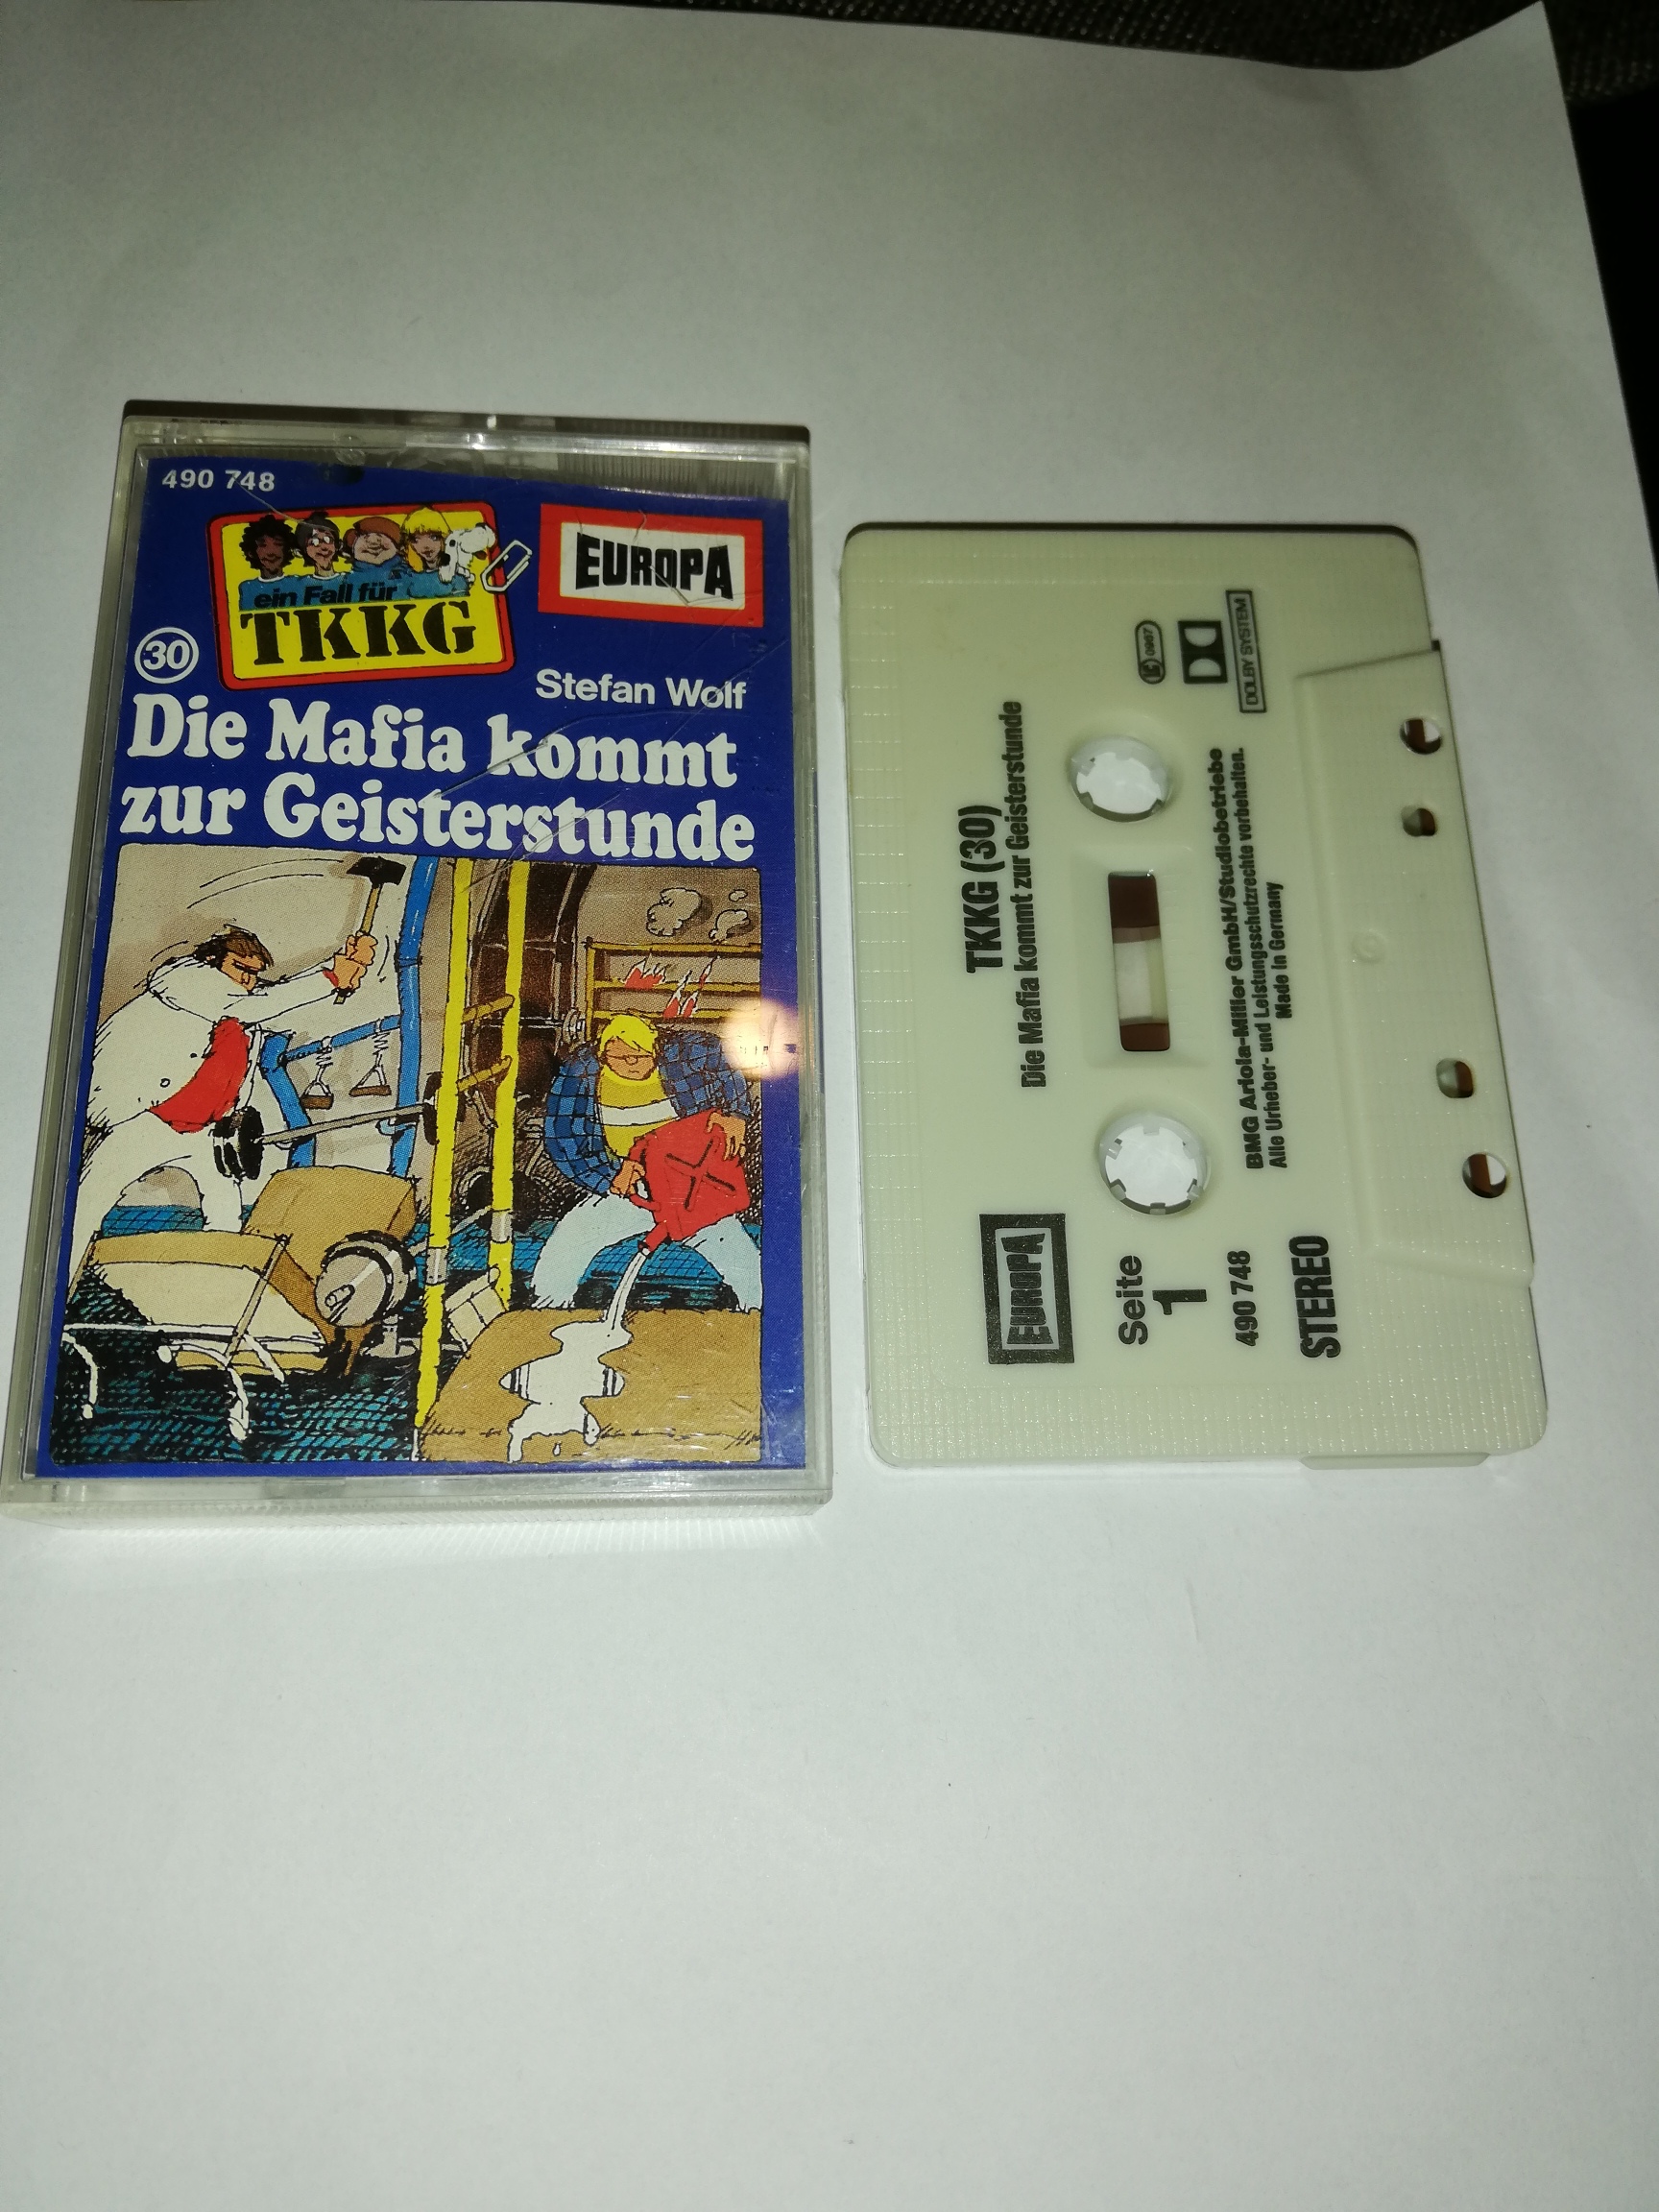 490 748
ein Fall für
TKKG
EUROPA
30
Stefan Wolf
Die Mafia kommt
zur Geisterstunde
TKKG (30)
Die Mafia kommt zur Geisterstunde
LC 0967
DOLBY SYSTEM
EUROPA
Seite
1
490 748
STEREO
BMG Ariola-Miller GmbH/Studiobetriebe
Alle Urheber- und Leistungsschutzrechte vorbehalten.
Made in Germany